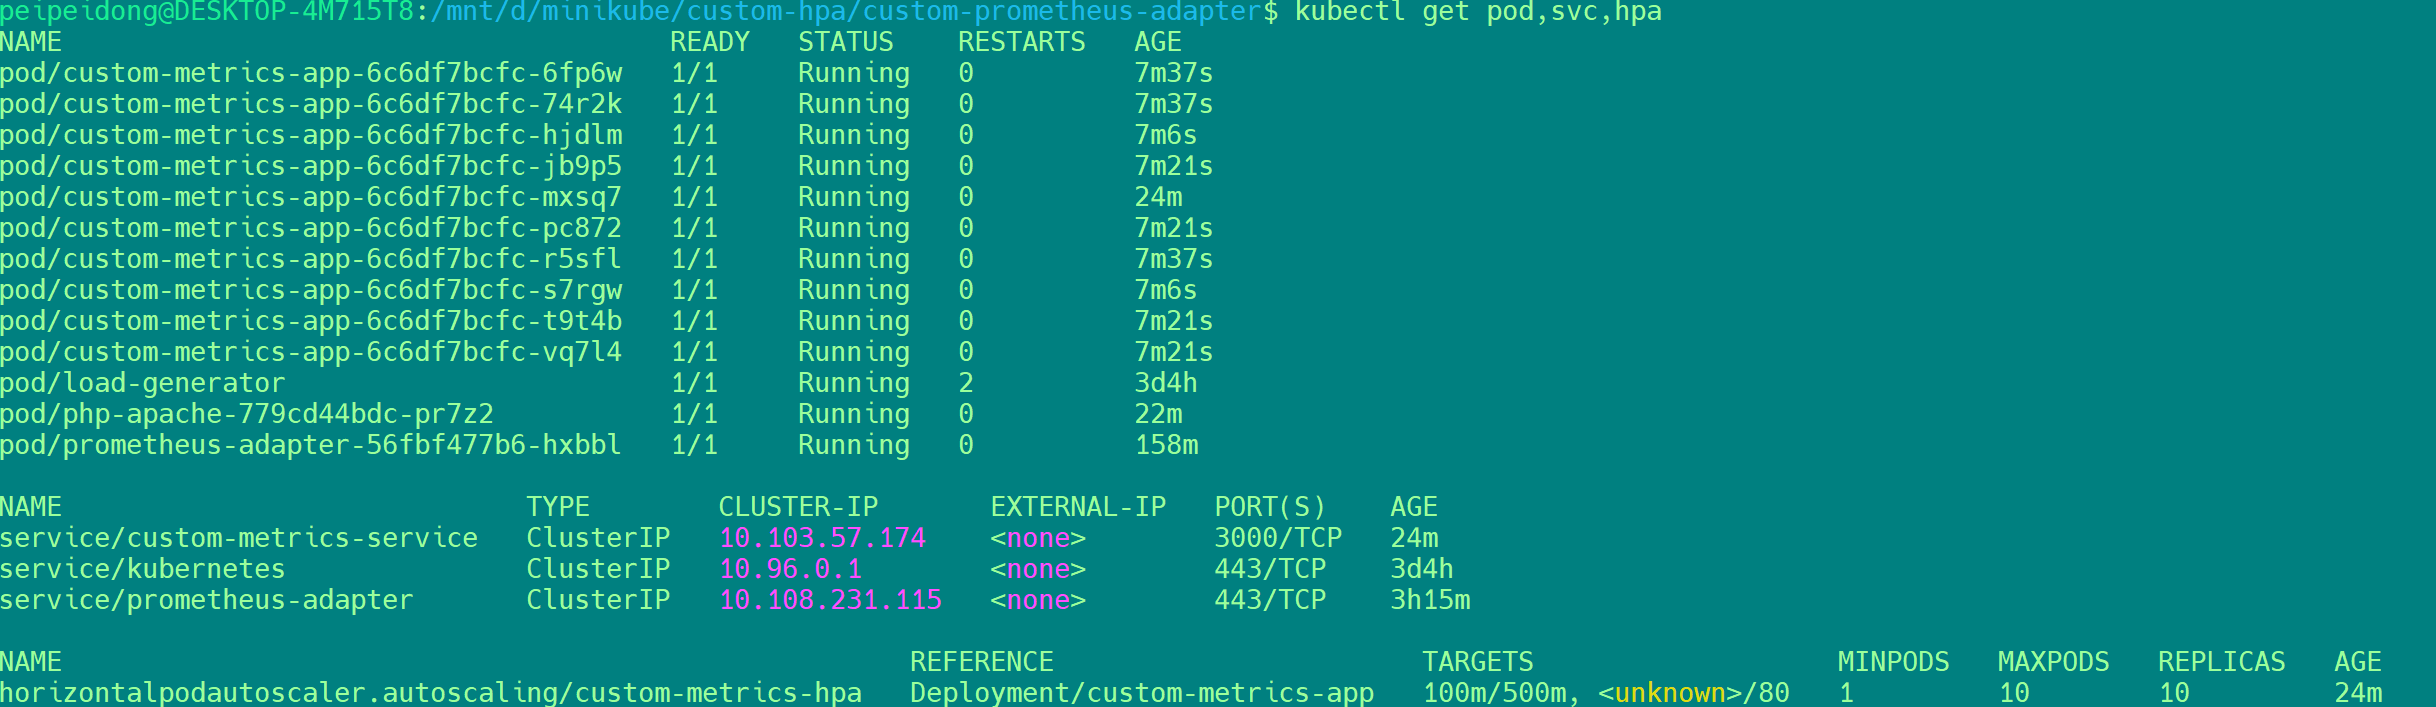 peipeidong@DESKTOP-4M715T8:/mnt/d/minikube/custom-hpa/custom-prometheus-adapter$ kubectl get pod,svc,hpa
NAME                                      READY   STATUS    RESTARTS   AGE
pod/custom-metrics-app-6c6df7bcfc-6fp6w   1/1     Running   0          7m37s
pod/custom-metrics-app-6c6df7bcfc-74r2k   1/1     Running   0          7m37s
pod/custom-metrics-app-6c6df7bcfc-hjdlm   1/1     Running   0          7m6s
pod/custom-metrics-app-6c6df7bcfc-jb9p5   1/1     Running   0          7m21s
pod/custom-metrics-app-6c6df7bcfc-mxsq7   1/1     Running   0          24m
pod/custom-metrics-app-6c6df7bcfc-pc872   1/1     Running   0          7m21s
pod/custom-metrics-app-6c6df7bcfc-r5sfl   1/1     Running   0          7m37s
pod/custom-metrics-app-6c6df7bcfc-s7rgw   1/1     Running   0          7m6s
pod/custom-metrics-app-6c6df7bcfc-t9t4b   1/1     Running   0          7m21s
pod/custom-metrics-app-6c6df7bcfc-vq7l4   1/1     Running   0          7m21s
pod/load-generator                        1/1     Running   2          3d4h
pod/php-apache-779cd44bdc-pr7z2           1/1     Running   0          22m
pod/prometheus-adapter-56fbf477b6-hxbbl   1/1     Running   0          158m
NAME                             TYPE        CLUSTER-IP       EXTERNAL-IP   PORT(S)    AGE
service/custom-metrics-service   ClusterIP   10.103.57.174    <none>        3000/TCP   24m
service/kubernetes               ClusterIP   10.96.0.1        <none>        443/TCP    3d4h
service/prometheus-adapter       ClusterIP   10.108.231.115   <none>        443/TCP    3h15m
NAME                                                     REFERENCE                       TARGETS                   MINPODS   MAXPODS   REPLICAS   AGE
horizontalpodautoscaler.autoscaling/custom-metrics-hpa   Deployment/custom-metrics-app   100m/500m, <unknown>/80   1         10        10         24m